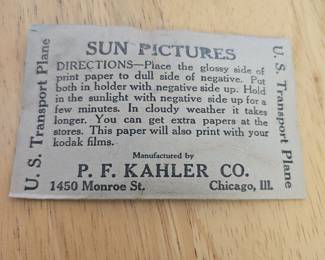 SUN PICTURES
DIRECTIONS—Place the glossy side of
print paper to dull side of negative. Put
both in holder with negative side up. Hold
in the sunlight with negative side up for a
few minutes. In cloudy weather it takes
longer. You can get extra papers at the
stores. This paper will also print with your
kodak films.
Manufactured by
P. F. KAHLER CO.
1450 Monroe St. Chicago, Ill.
U. S. Transport Plane
U. S. Transport Plane